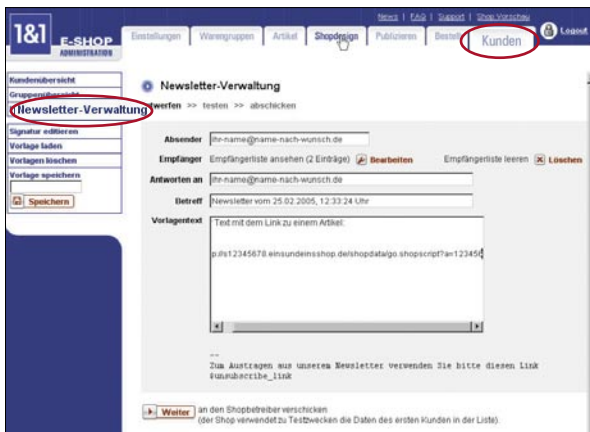 News | FAQ | Support | Shop Vorschau
1&1 E-SHOP
ADMINISTRATION
Einstellungen Warengruppen Artikel Shopdesign Publizieren Bestell Kunden Logout
Kundenübersicht
Gruppenübersicht
Newsletter-Verwaltung
Signatur editieren
Vorlage laden
Vorlagen löschen
Vorlage speichern
Speichern
Newsletter-Verwaltung
twerfen >> testen >> abschicken
Absender ihr-name@name-nach-wunsch.de
Empfänger Empfängerliste ansehen (2 Einträge) Bearbeiten Empfängerliste leeren Löschen
Antworten an ihr-name@name-nach-wunsch.de
Betreff Newsletter vom 25.02.2005, 12:33:24 Uhr
Vorlagentext Text mit dem Link zu einem Artikel:
p://s12345678.einsundeinsshop.de/shopdata/go.shopscript?a=123456
--
Zum Austragen aus unserem Newsletter verwenden Sie bitte diesen Link
$unsubscribe_link
Weiter an den Shopbetreiber verschicken
(der Shop verwendet zu Testzwecken die Daten des ersten Kunden in der Liste).